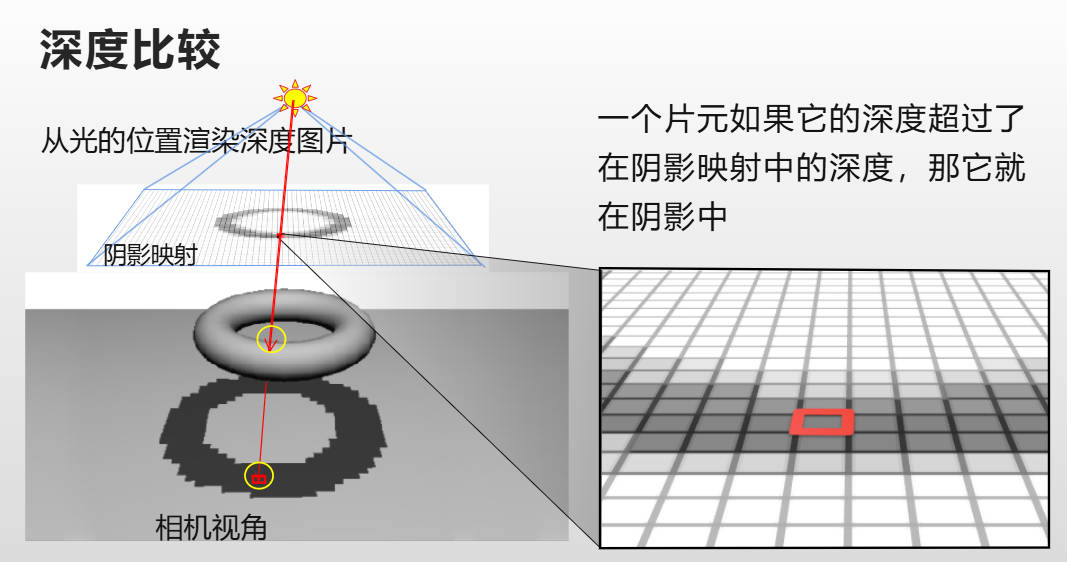 深度比较
从光的位置渲染深度图片
阴影映射
相机视角
一个片元如果它的深度超过了
在阴影映射中的深度，那它就
在阴影中